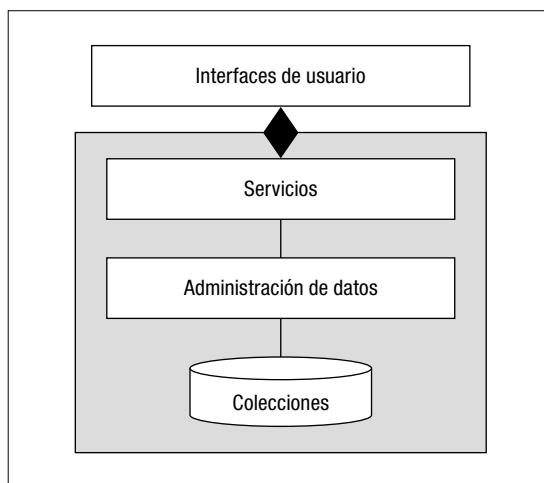 Interfaces de usuario
Servicios
Administración de datos
Colecciones